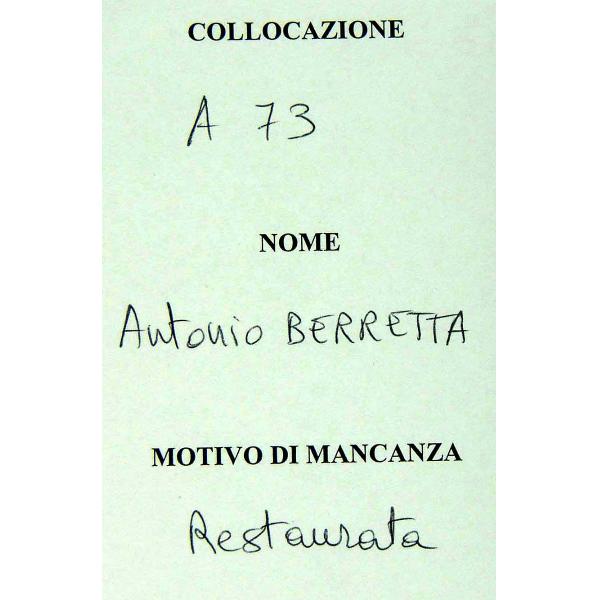 COLLOCAZIONE
A 73
NOME
Antonio BERRETTA
MOTIVO DI MANCANZA
Restaurata